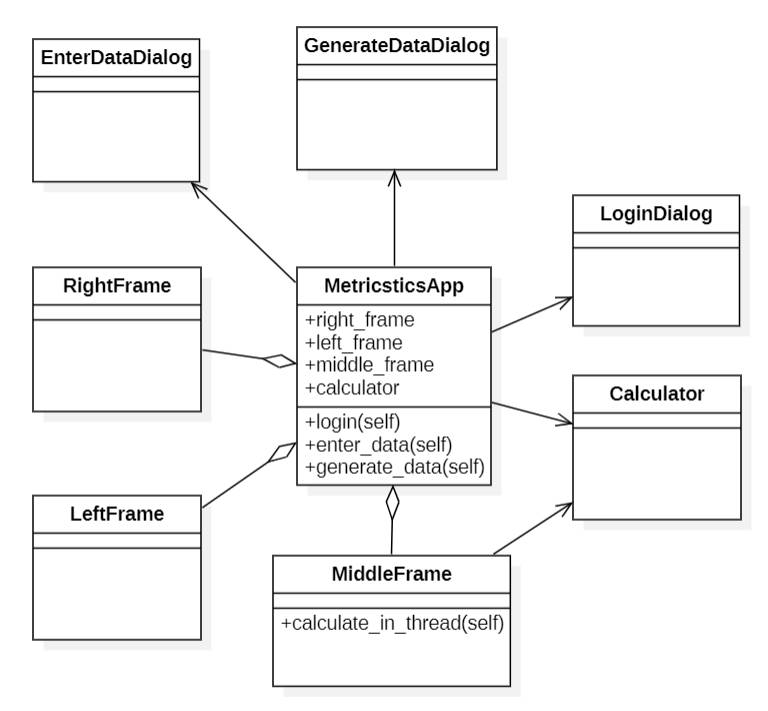 EnterDataDialog
GenerateDataDialog
LoginDialog
RightFrame
MetricsticsApp
+right_frame
+left_frame
+middle_frame
+calculator
+login(self)
+enter_data(self)
+generate_data(self)
Calculator
LeftFrame
MiddleFrame
+calculate_in_thread(self)